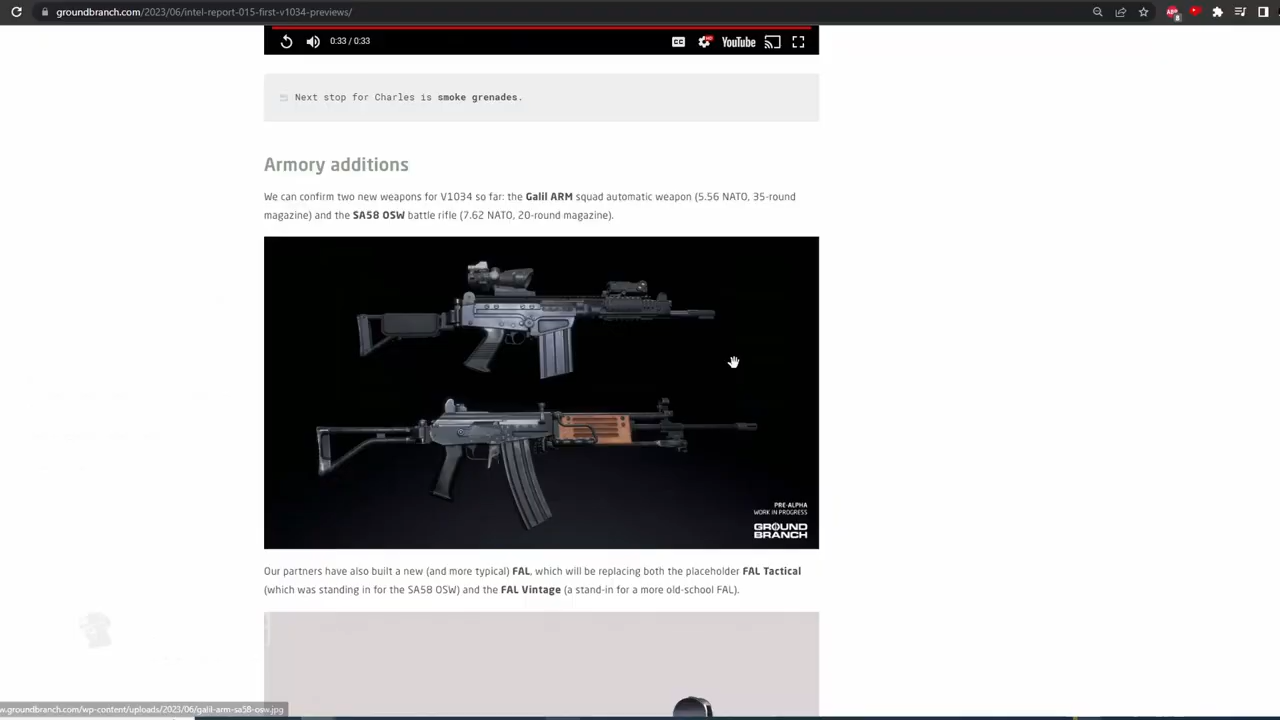 groundbranch.com/2023/06/intel-report-015-first-v1034-previews/
0:33 / 0:33
CC
HD
YouTube
Next stop for Charles is smoke grenades.
Armory additions
We can confirm two new weapons for V1034 so far: the Galil ARM squad automatic weapon (5.56 NATO, 35-round
magazine) and the SA58 OSW battle rifle (7.62 NATO, 20-round magazine).
PRE-ALPHA
WORK IN PROGRESS
GROUND
BRANCH
Our partners have also built a new (and more typical) FAL, which will be replacing both the placeholder FAL Tactical
(which was standing in for the SA58 OSW) and the FAL Vintage (a stand-in for a more old-school FAL).
w.groundbranch.com/wp-content/uploads/2023/06/galil-arm-sa58-osw.jpg